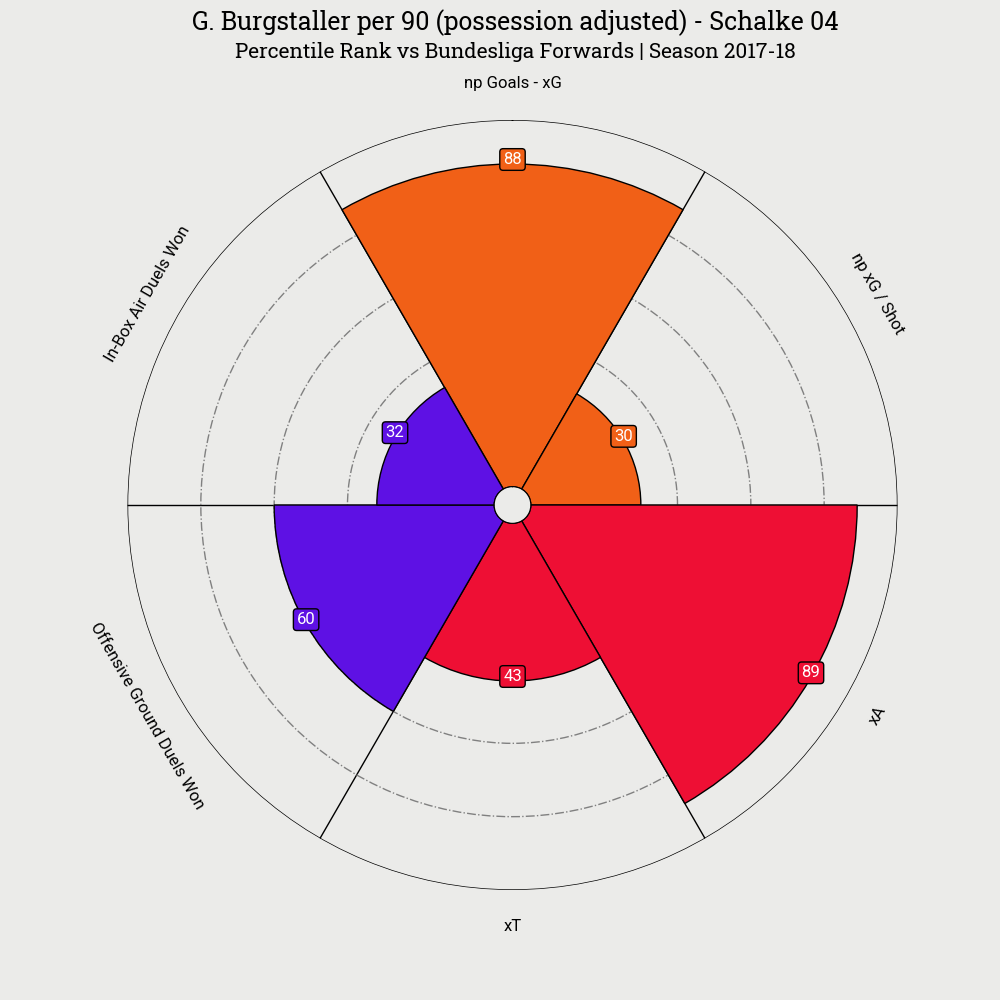 G. Burgstaller per 90 (possession adjusted) - Schalke 04
Percentile Rank vs Bundesliga Forwards | Season 2017-18
np Goals - xG
88
np xG / Shot
30
In-Box Air Duels Won
32
Offensive Ground Duels Won
60
43
xT
89
xA